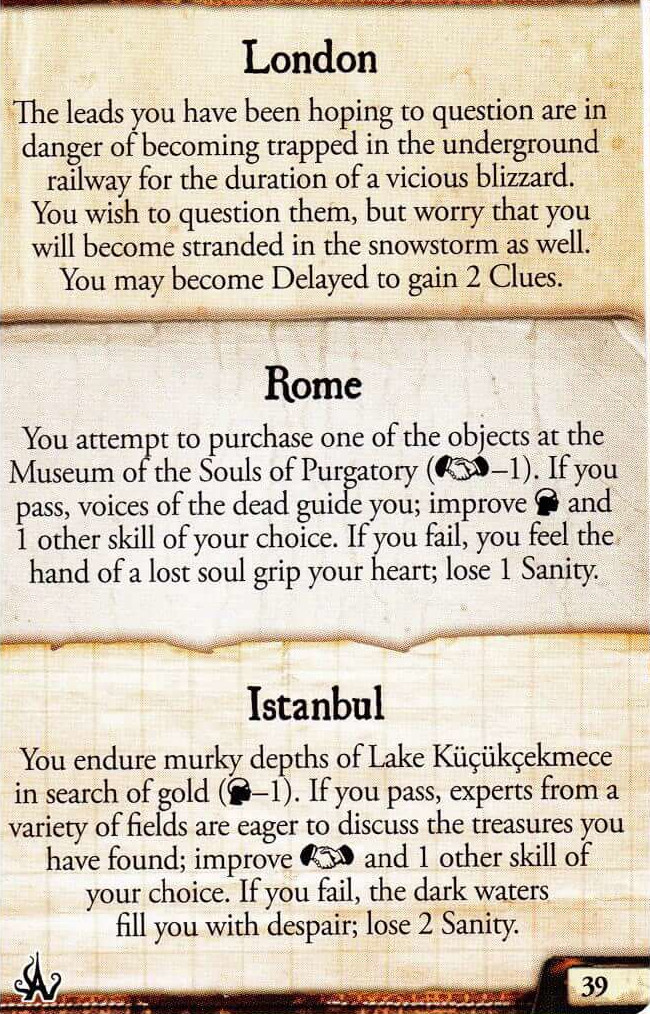 London
The leads you have been hoping to question are in
danger of becoming trapped in the underground
railway for the duration of a vicious blizzard.
You wish to question them, but worry that you
will become stranded in the snowstorm as well.
You may become Delayed to gain 2 Clues.
Rome
You attempt to purchase one of the objects at the
Museum of the Souls of Purgatory (–1). If you
pass, voices of the dead guide you; improve and
1 other skill of your choice. If you fail, you feel the
hand of a lost soul grip your heart; lose 1 Sanity.
Istanbul
You endure murky depths of Lake Küçükçekmece
in search of gold (–1). If you pass, experts from a
variety of fields are eager to discuss the treasures you
have found; improve and 1 other skill of
your choice. If you fail, the dark waters
fill you with despair; lose 2 Sanity.
39